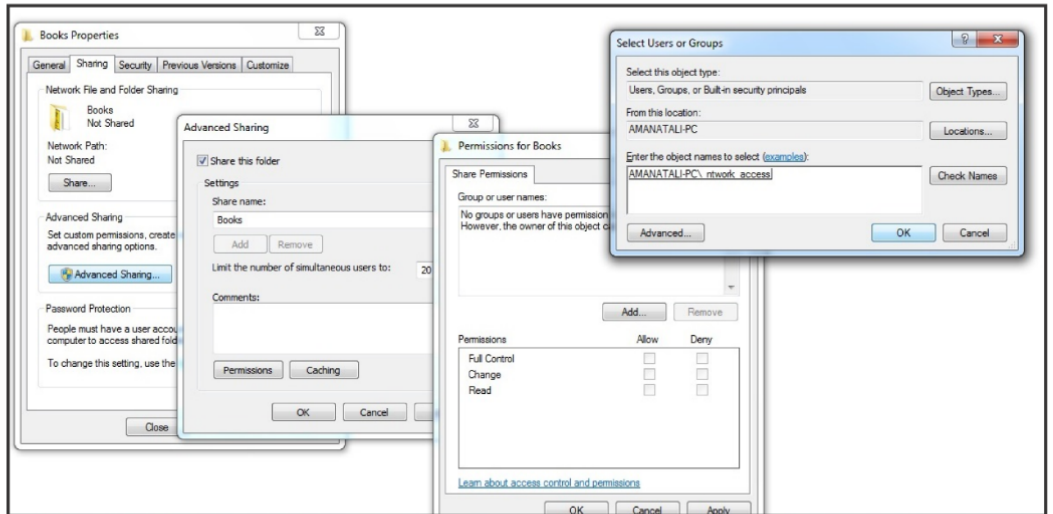 Books Properties
General Sharing Security Previous Versions Customize
Network File and Folder Sharing
Books
Not Shared
Network Path:
Not Shared
Share...
Advanced Sharing
Set custom permissions, create
advanced sharing options.
Advanced Sharing...
Password Protection
People must have a user accou
computer to access shared fold
To change this setting, use the
Close
Advanced Sharing
Share this folder
Settings
Share name:
Books
Add Remove
Limit the number of simultaneous users to: 20
Comments:
Permissions Caching
OK Cancel
Permissions for Books
Share Permissions
Group or user names:
No groups or users have permission
However, the owner of this object c
Add... Remove
Permissions Allow Deny
Full Control
Change
Read
Learn about access control and permissions
OK Cancel Apply
Select Users or Groups
Select this object type:
Users, Groups, or Built-in security principals Object Types...
From this location:
AMANATALI-PC Locations...
Enter the object names to select (examples):
AMANATALI-PC\_ntwork_access Check Names
Advanced... OK Cancel